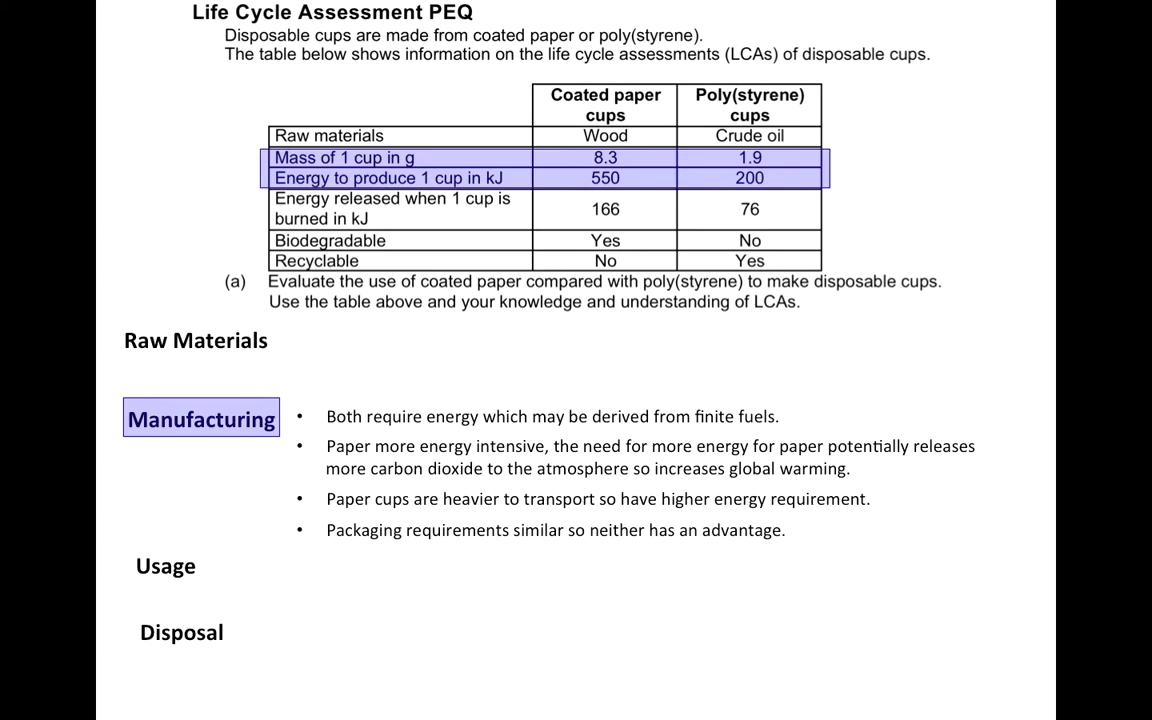 Life Cycle Assessment PEQ
Disposable cups are made from coated paper or poly(styrene).
The table below shows information on the life cycle assessments (LCAs) of disposable cups.
Coated paper cups Poly(styrene) cups
Raw materials Wood Crude oil
Mass of 1 cup in g 8.3 1.9
Energy to produce 1 cup in kJ 550 200
Energy released when 1 cup is burned in kJ 166 76
Biodegradable Yes No
Recyclable No Yes
(a) Evaluate the use of coated paper compared with poly(styrene) to make disposable cups.
Use the table above and your knowledge and understanding of LCAs.
Raw Materials
Manufacturing
• Both require energy which may be derived from finite fuels.
• Paper more energy intensive, the need for more energy for paper potentially releases
more carbon dioxide to the atmosphere so increases global warming.
• Paper cups are heavier to transport so have higher energy requirement.
• Packaging requirements similar so neither has an advantage.
Usage
Disposal